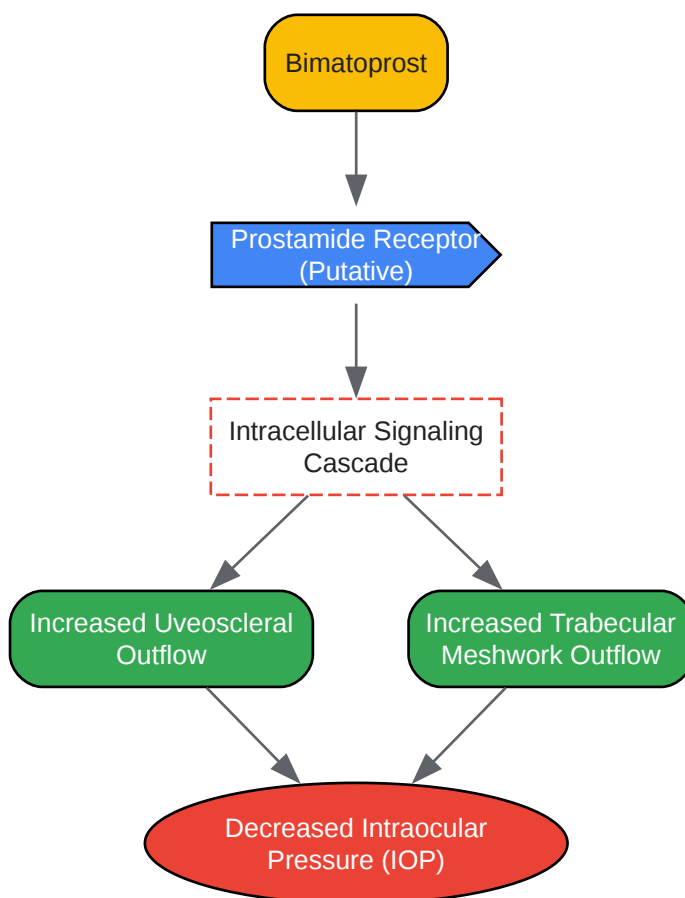 Bimatoprost
Prostamide Receptor
(Putative)
Intracellular Signaling
Cascade
Increased Uveoscleral
Outflow
Increased Trabecular
Meshwork Outflow
Decreased Intraocular
Pressure (IOP)